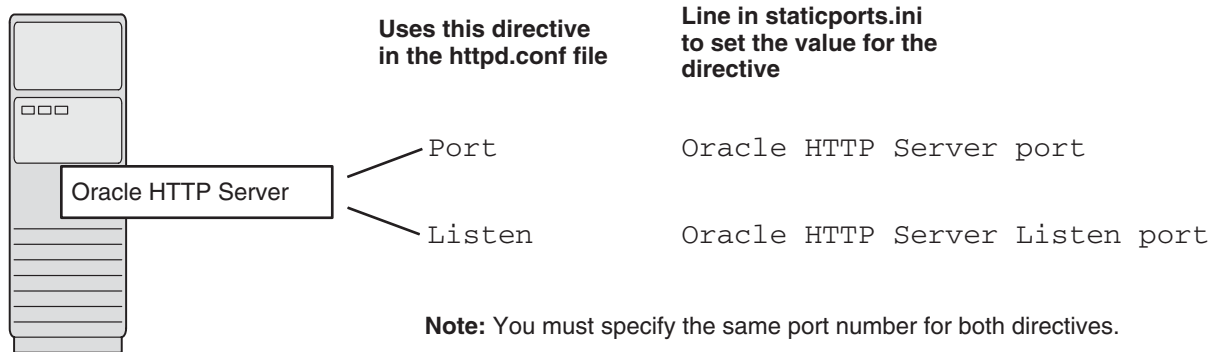 Uses this directive
in the httpd.conf file
Line in staticports.ini
to set the value for the
directive
Port
Oracle HTTP Server port
Oracle HTTP Server
Listen
Oracle HTTP Server Listen port
Note: You must specify the same port number for both directives.